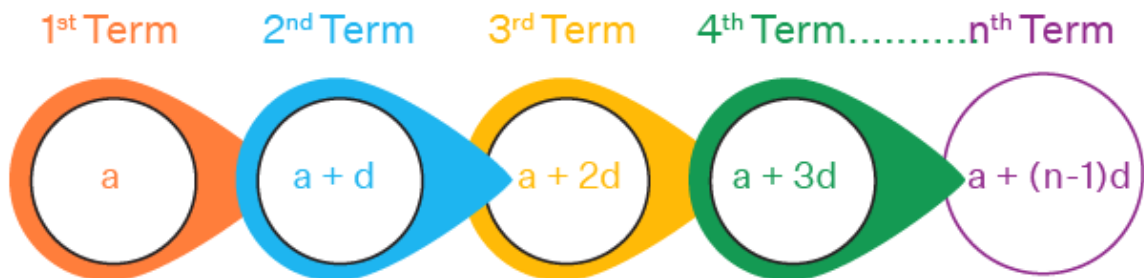 1ˢᵗ Term 2ⁿᵈ Term 3ʳᵈ Term 4ᵗʰ Term..........nᵗʰ Term
a a + d a + 2d a + 3d a + (n-1)d